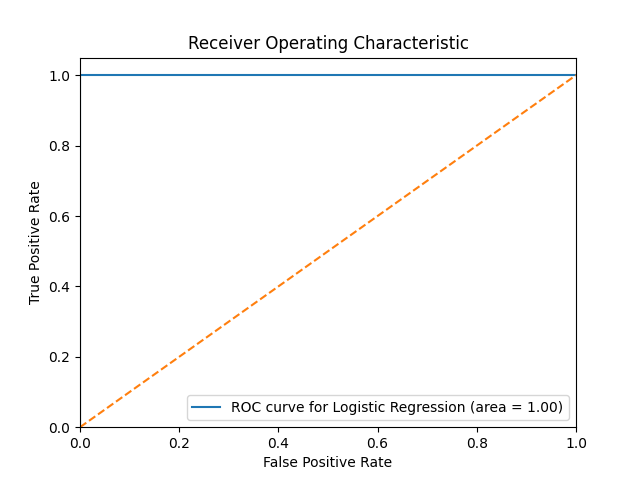 Receiver Operating Characteristic
True Positive Rate
1.0
0.8
0.6
0.4
0.2
0.0
ROC curve for Logistic Regression (area = 1.00)
0.0 0.2 0.4 0.6 0.8 1.0
False Positive Rate